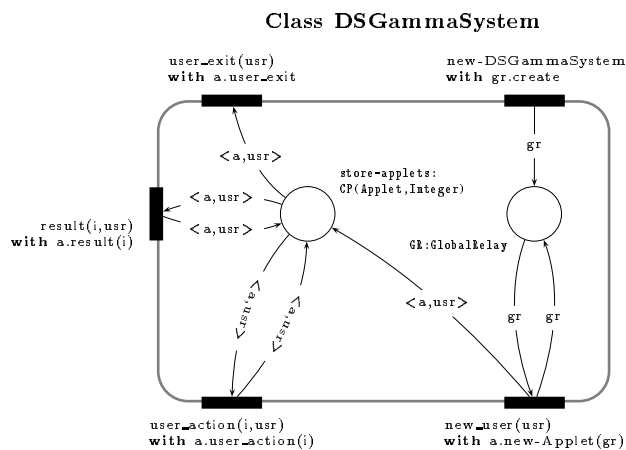 Class DSGammaSystem
user_exit(usr)
with a.user_exit
new-DSGammaSystem
with gr.create
gr
<a,usr>
store-applets:
CP(Applet,Integer)
<a,usr>
<a,usr>
result(i,usr)
with a.result(i)
GR:GlobalRelay
<a,usr>
<a,usr>
<a,usr>
gr
gr
user_action(i,usr)
with a.user_action(i)
new_user(usr)
with a.new-Applet(gr)